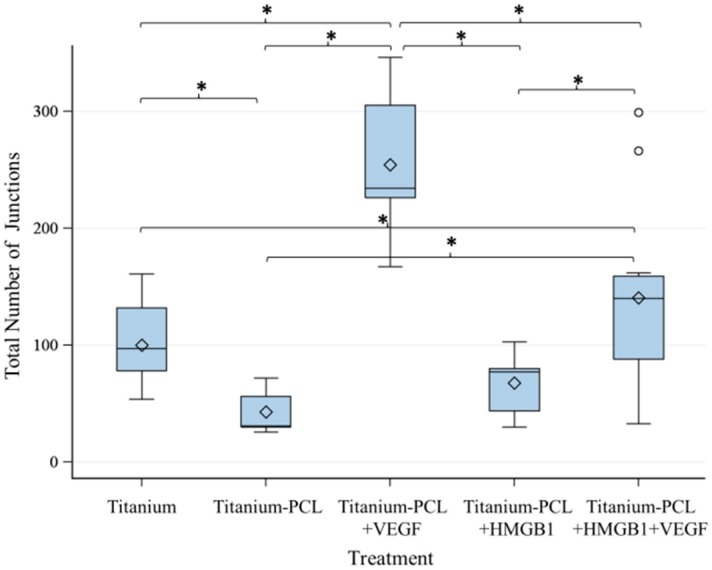 * *
* *
* *
300
200
*
*
100
0
Total Number of Junctions
Titanium
Titanium-PCL
Titanium-PCL
+VEGF
Titanium-PCL
+HMGB1
Titanium-PCL
+HMGB1+VEGF
Treatment